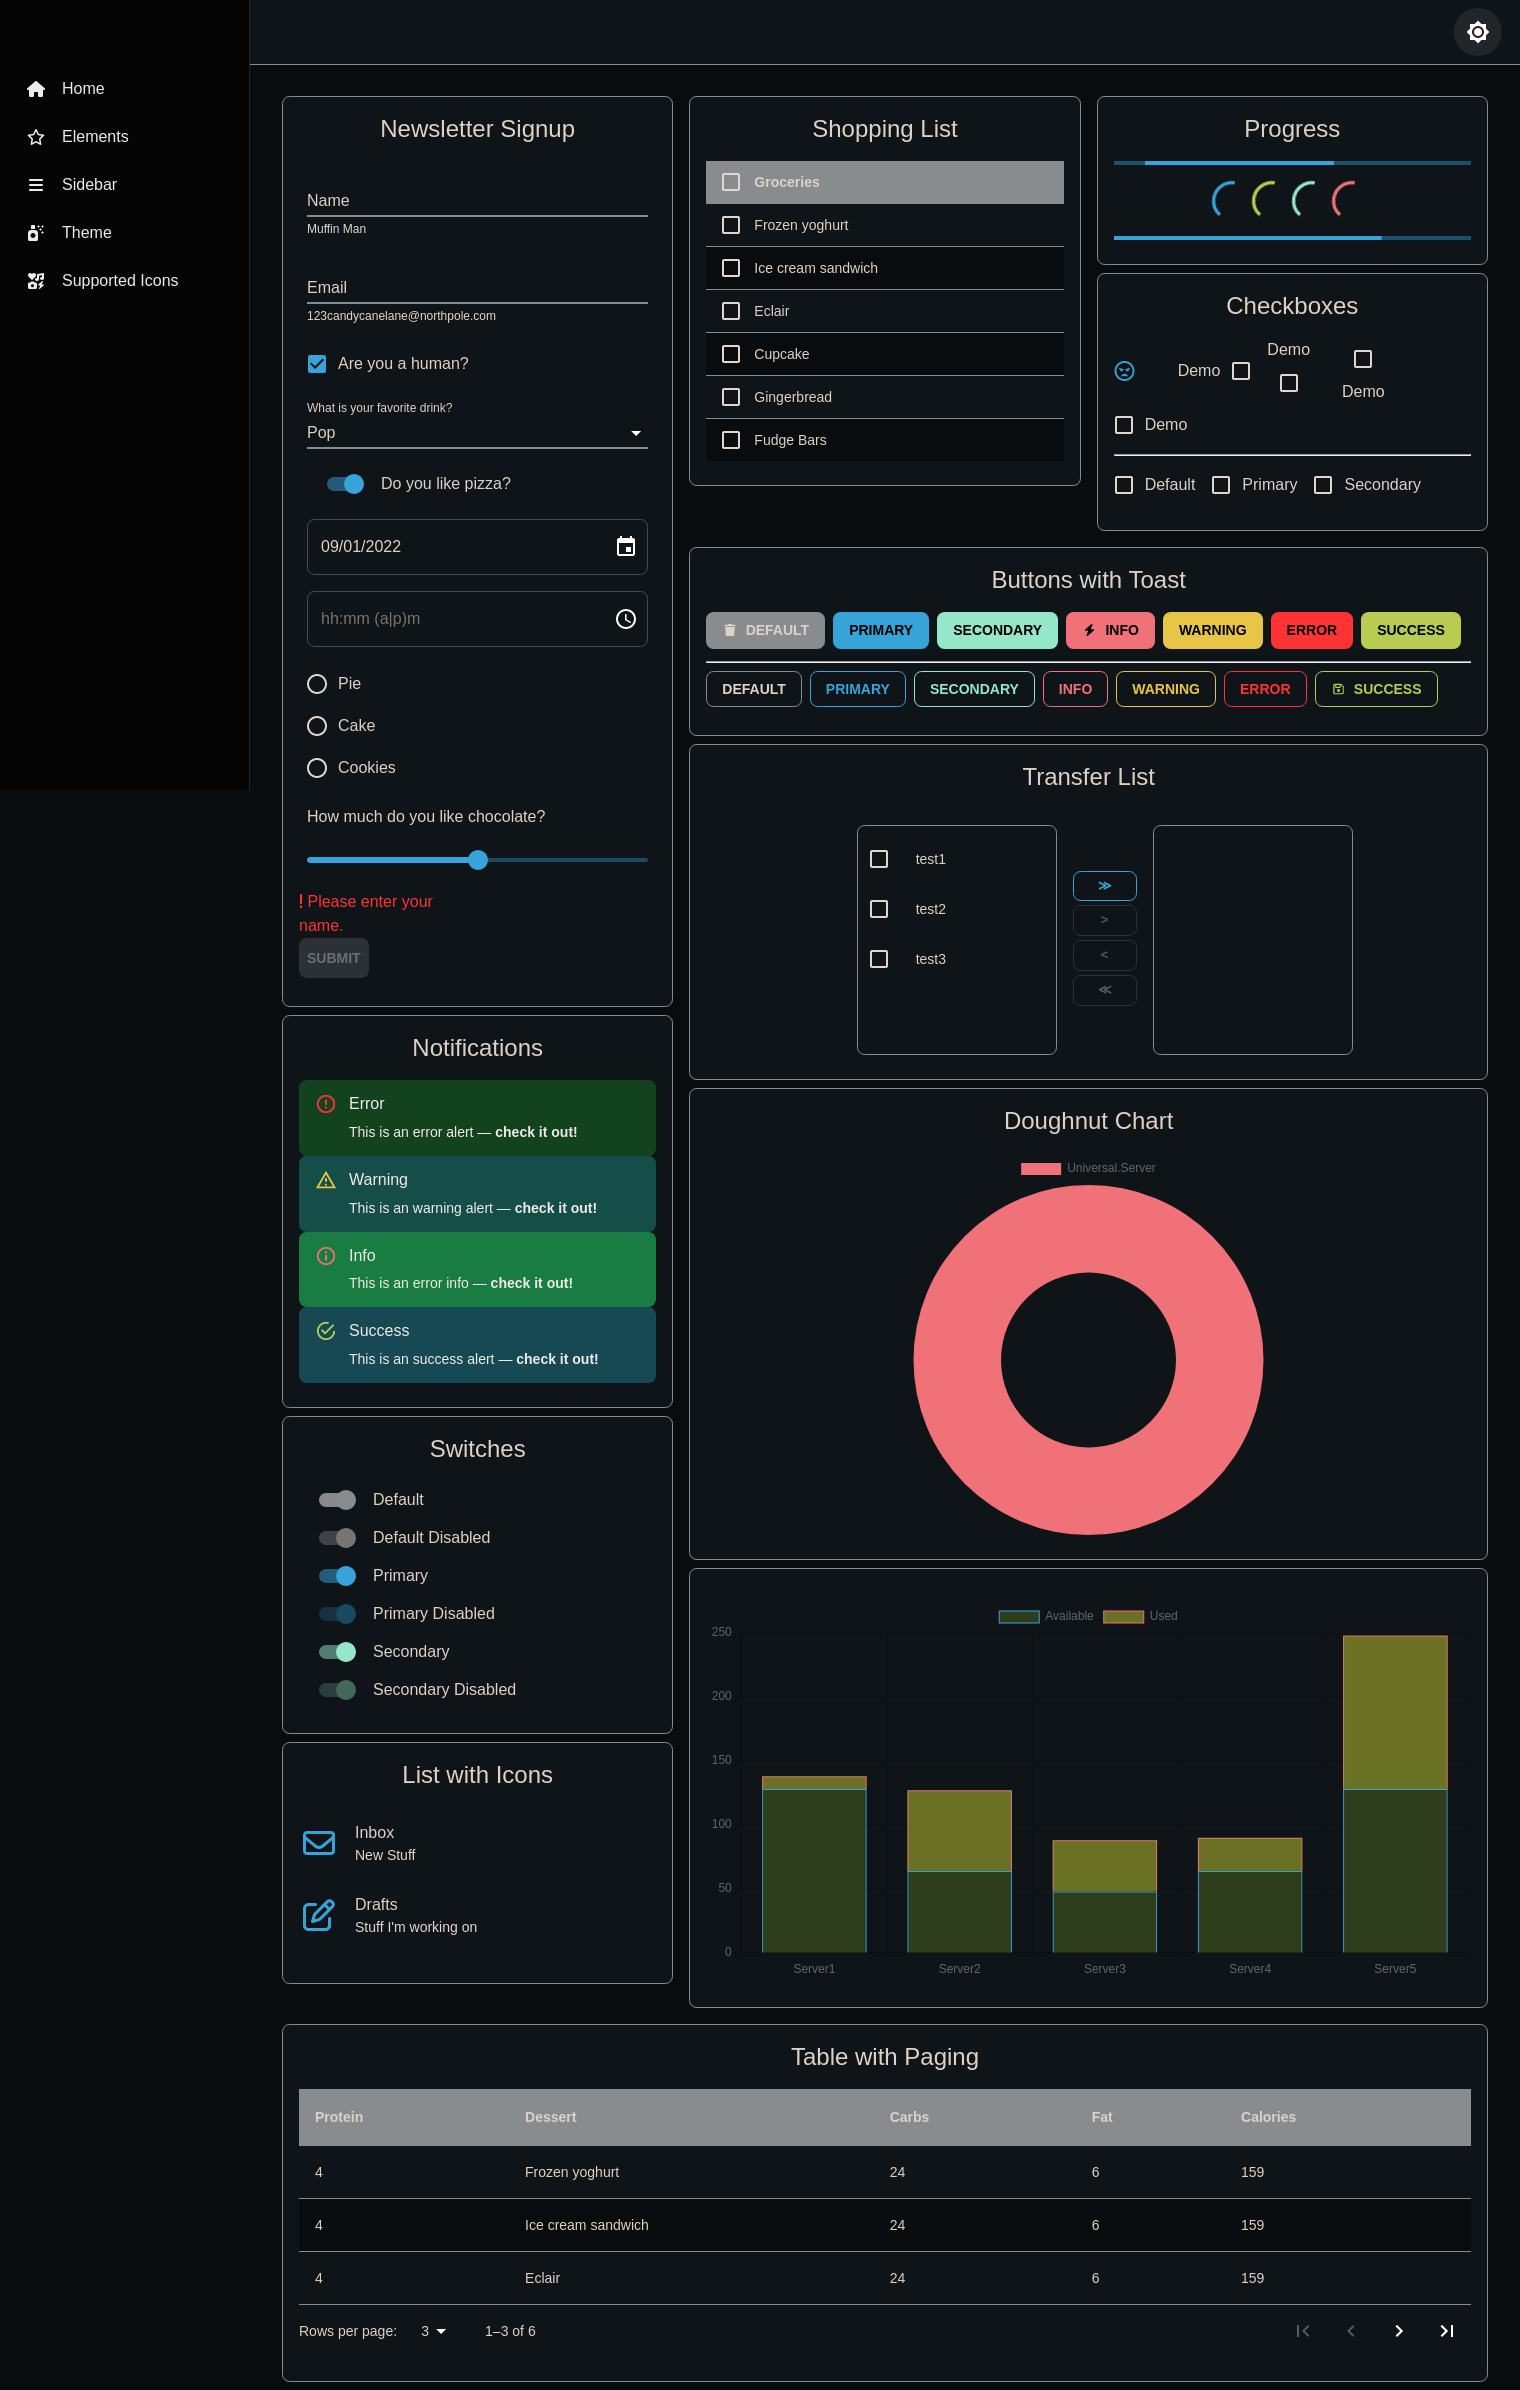 Home
Elements
Sidebar
Theme
Supported Icons
Newsletter Signup
Name
Muffin Man
Email
123candycanelane@northpole.com
Are you a human?
What is your favorite drink?
Pop
Do you like pizza?
09/01/2022
hh:mm (a|p)m
Pie
Cake
Cookies
How much do you like chocolate?
! Please enter your
name.
SUBMIT
Notifications
Error
This is an error alert — check it out!
Warning
This is an warning alert — check it out!
Info
This is an error info — check it out!
Success
This is an success alert — check it out!
Switches
Default
Default Disabled
Primary
Primary Disabled
Secondary
Secondary Disabled
List with Icons
Inbox
New Stuff
Drafts
Stuff I'm working on
Shopping List
Groceries
Frozen yoghurt
Ice cream sandwich
Eclair
Cupcake
Gingerbread
Fudge Bars
Progress
Checkboxes
Demo
Demo
Demo
Demo
Default Primary Secondary
Buttons with Toast
DEFAULT PRIMARY SECONDARY INFO WARNING ERROR SUCCESS
DEFAULT PRIMARY SECONDARY INFO WARNING ERROR SUCCESS
Transfer List
test1
test2
test3
≫
>
<
≪
Doughnut Chart
Universal.Server
Available Used
250
200
150
100
50
0
Server1 Server2 Server3 Server4 Server5
Table with Paging
Protein Dessert Carbs Fat Calories
4 Frozen yoghurt 24 6 159
4 Ice cream sandwich 24 6 159
4 Eclair 24 6 159
Rows per page: 3 1–3 of 6